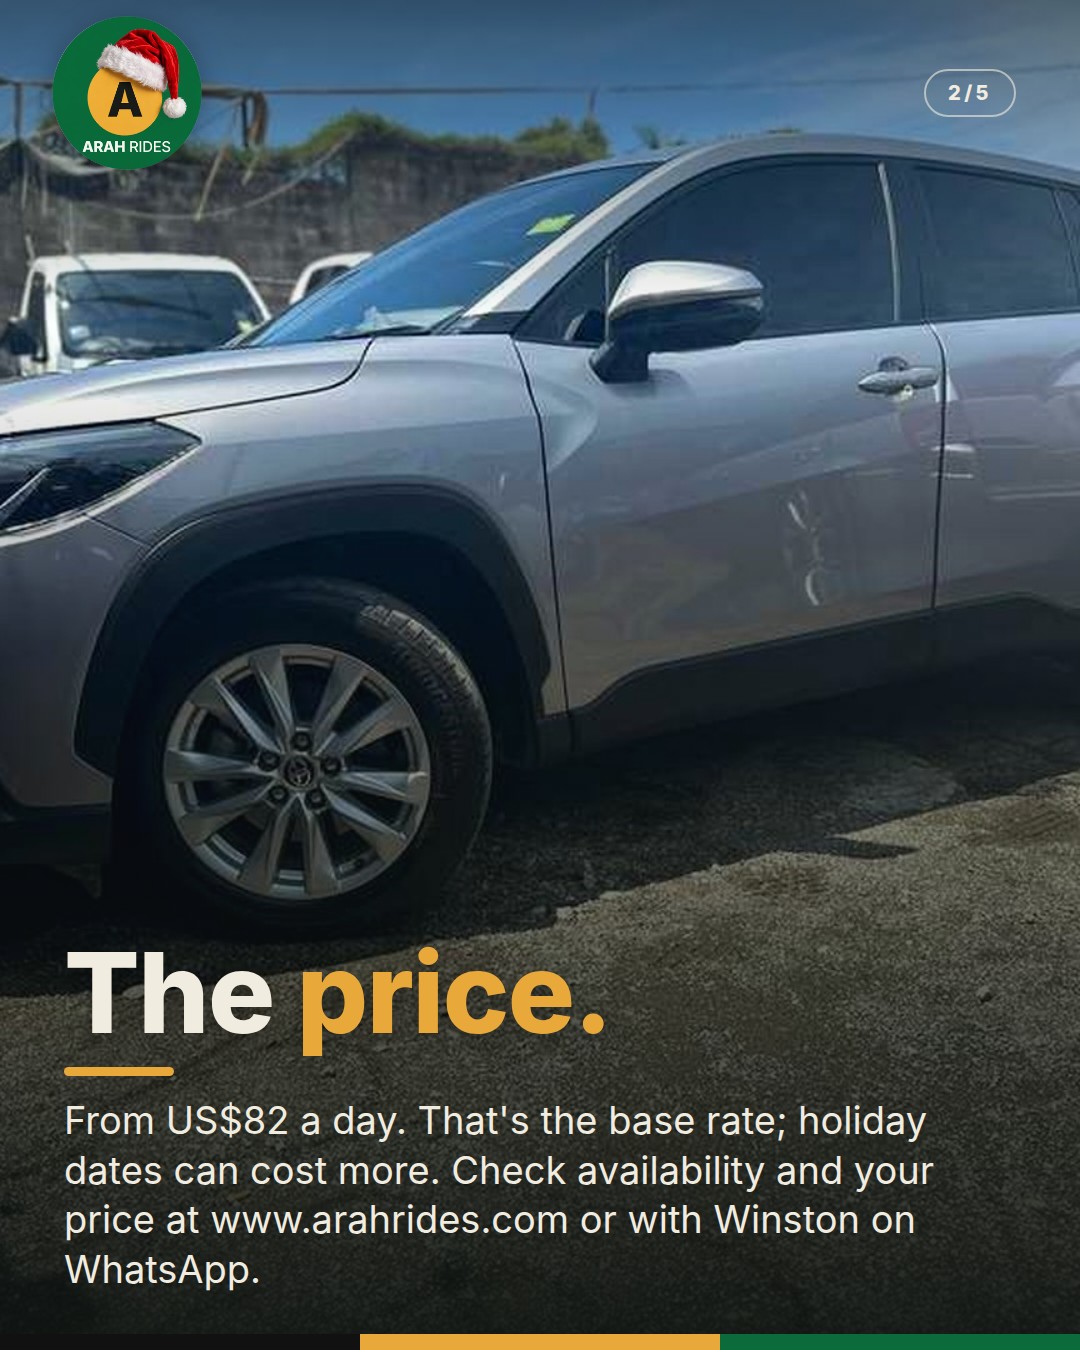 A
ARAH RIDES
2/5
The price.
From US$82 a day. That's the base rate; holiday
dates can cost more. Check availability and your
price at www.arahrides.com or with Winston on
WhatsApp.